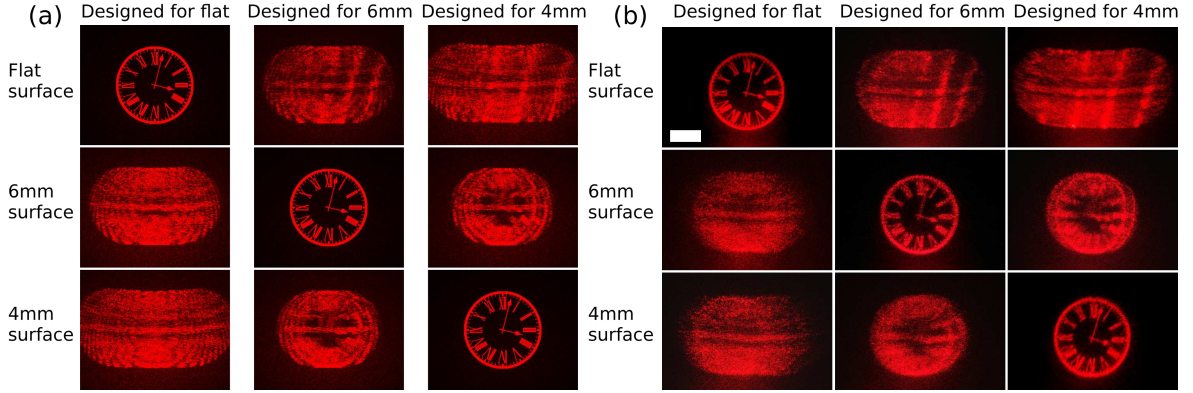 (a)
Designed for flat
Designed for 6mm
Designed for 4mm
Flat
surface
6mm
surface
4mm
surface
(b)
Designed for flat
Designed for 6mm
Designed for 4mm
Flat
surface
6mm
surface
4mm
surface